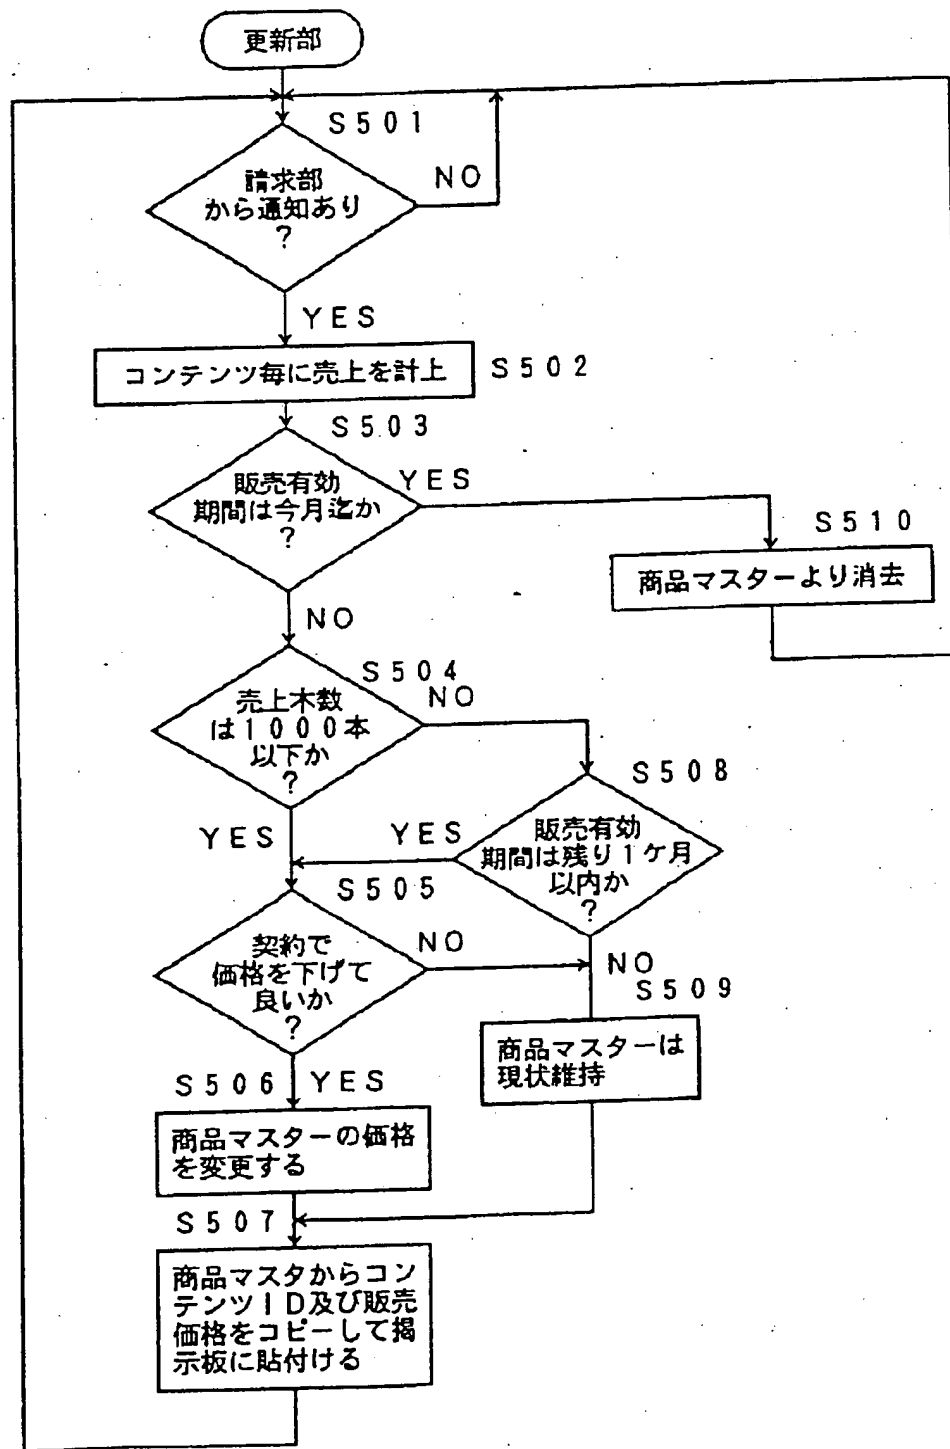 更新部
S501
請求部
から通知あり
?
NO
YES
コンテンツ毎に売上を計上
S502
S503
販売有効
期間は今月迄か
?
YES
S510
商品マスターより消去
NO
S504
売上本数
は1000本
以下か
?
NO
S508
販売有効
期間は残り1ケ月
以内か
?
YES
YES
S505
契約で
価格を下げて
良いか
?
NO
NO
S509
商品マスターは
現状維持
S506
YES
商品マスターの価格
を変更する
S507
商品マスタからコン
テンツID及び販売
価格をコピーして掲
示板に貼付ける